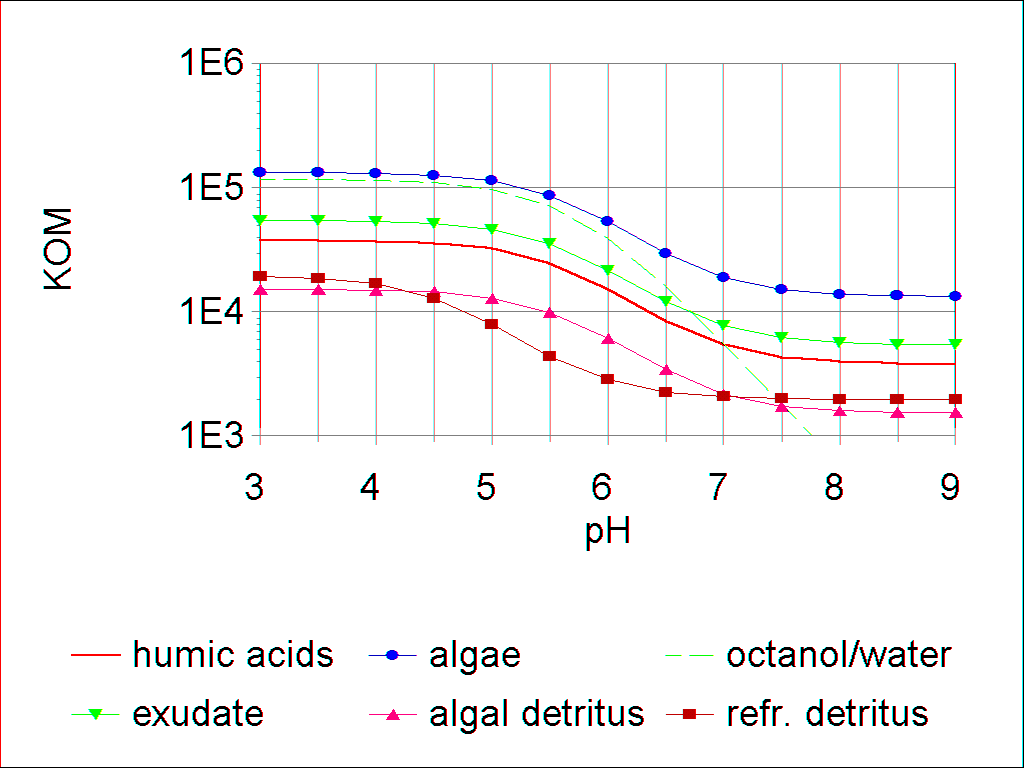 1E6
1E5
KOM
1E4
1E3
3 4 5 6 7 8 9
pH
humic acids algae octanol/water
exudate algal detritus refr. detritus